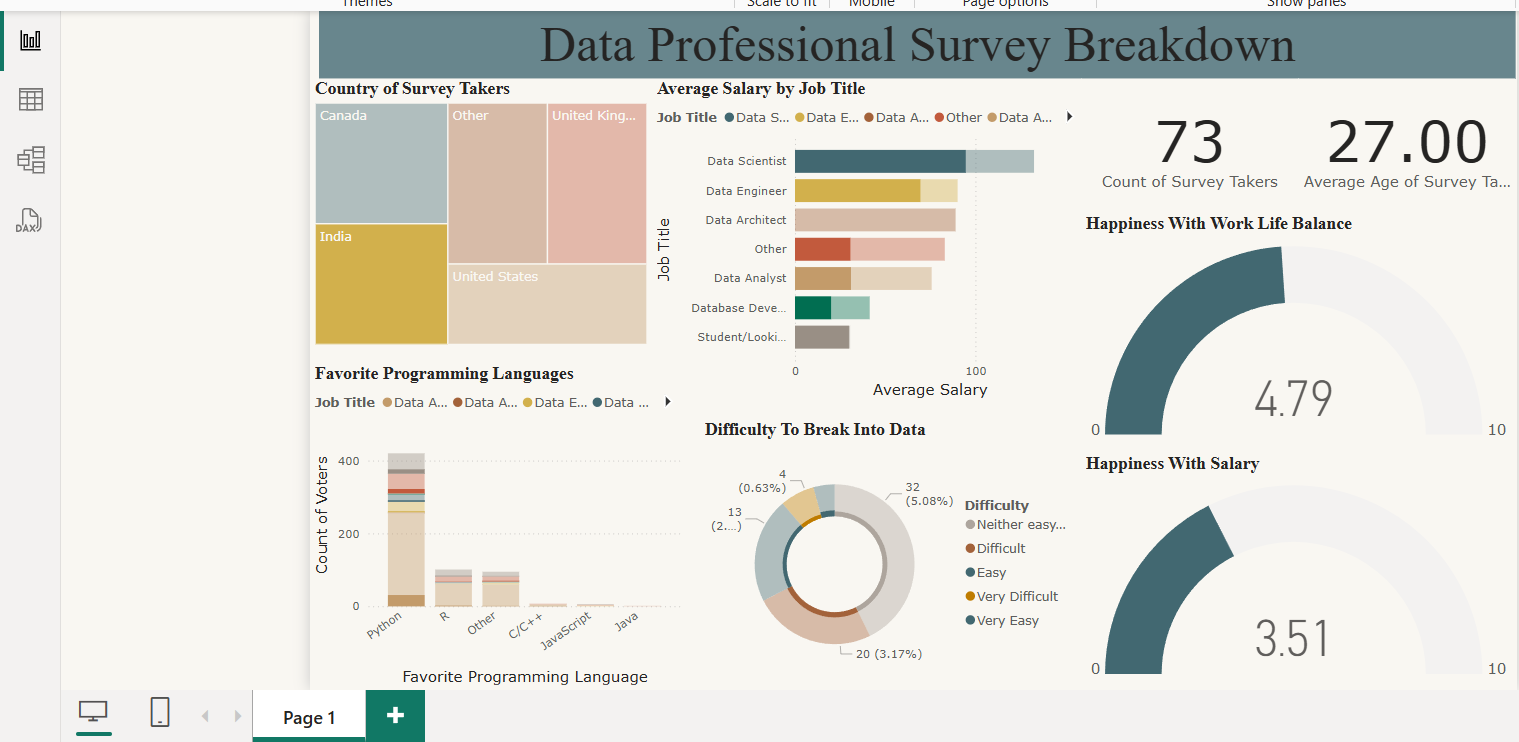 Themes
Scale to fit
Mobile
Page options
Show panes
Data Professional Survey Breakdown
Country of Survey Takers
Canada
Other
United King...
India
United States
Average Salary by Job Title
Job Title Data S... Data E... Data A... Other Data A...
Job Title
Data Scientist
Data Engineer
Data Architect
Other
Data Analyst
Database Deve...
Student/Looki...
0 100
Average Salary
73
Count of Survey Takers
27.00
Average Age of Survey Ta...
Happiness With Work Life Balance
4.79
0 10
Happiness With Salary
3.51
0 10
Favorite Programming Languages
Job Title Data A... Data A... Data E... Data ...
Count of Voters
400
200
0
Python R Other C/C++ JavaScript Java
Favorite Programming Language
Difficulty To Break Into Data
4
(0.63%)
32
(5.08%)
13
(2....)
20 (3.17%)
Difficulty
Neither easy...
Difficult
Easy
Very Difficult
Very Easy
DAX
Page 1